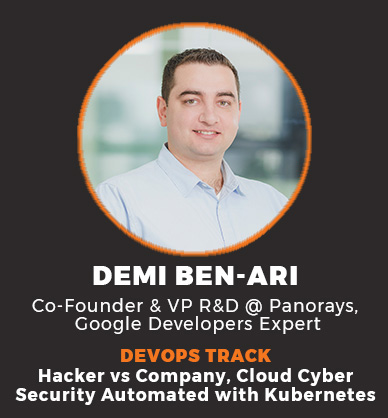 DEMI BEN-ARI
Co-Founder & VP R&D @ Panorays,
Google Developers Expert
DEVOPS TRACK
Hacker vs Company, Cloud Cyber
Security Automated with Kubernetes